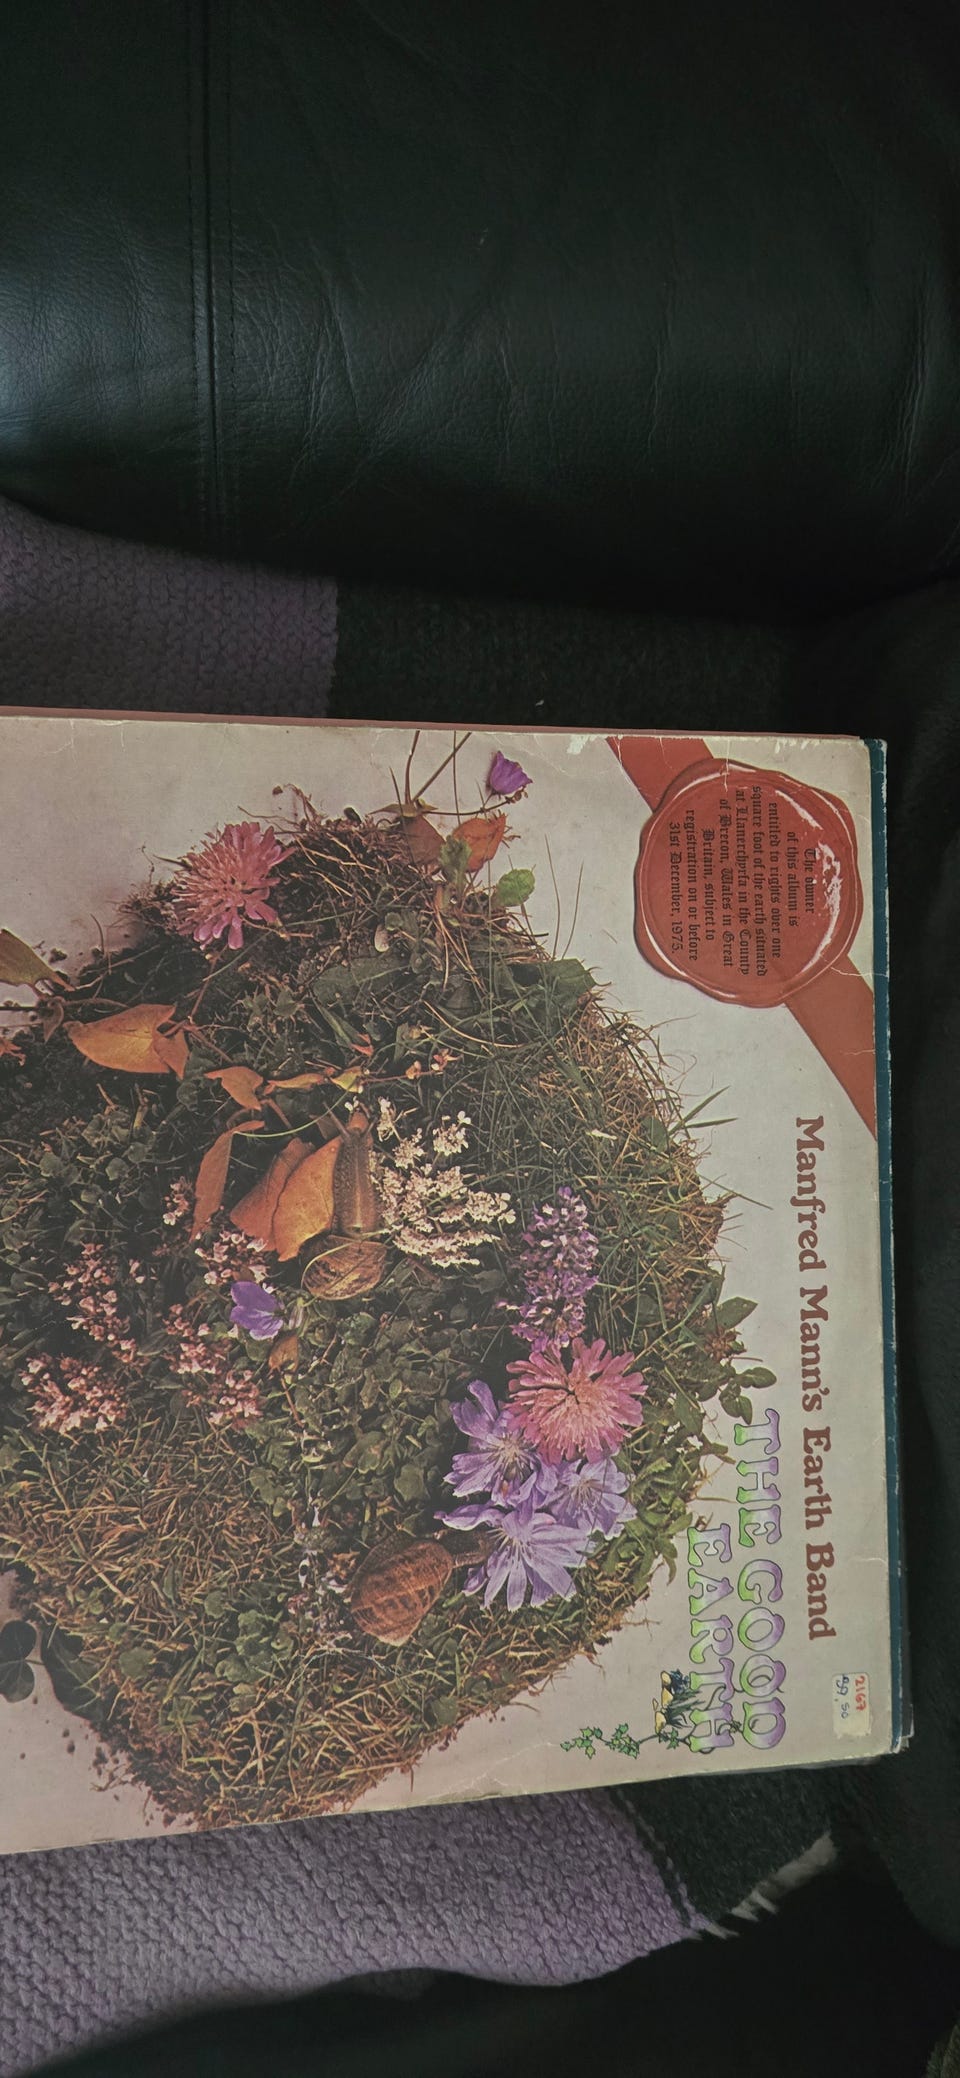 The owner
of this album is
entitled to rights over one
square foot of the earth situated
at Llanerchyrfa in the County
of Brecon, Wales in Great
Britain, subject to
registration on or before
31st December, 1975.
Manfred Mann's Earth Band
THE GOOD
EARTH
2167